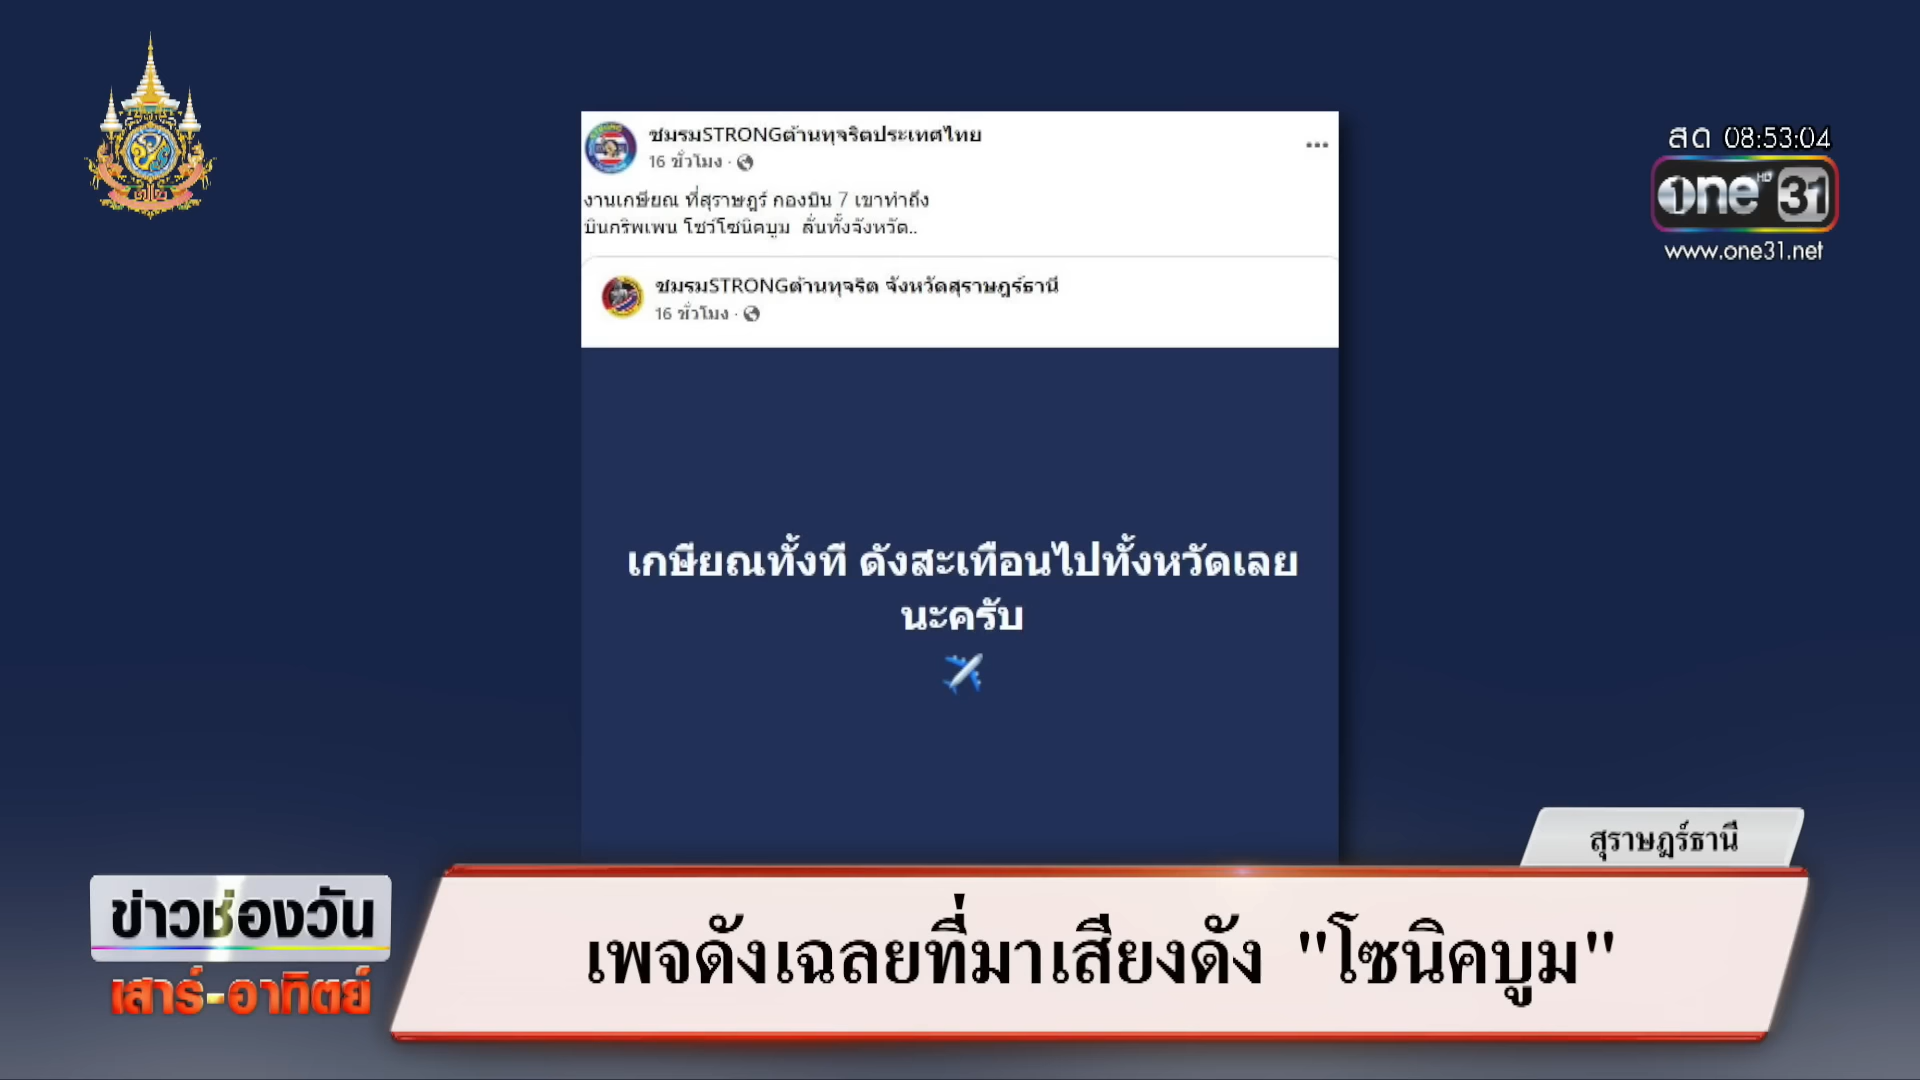 ชมรมSTRONGต้านทุจริตประเทศไทย
16 ชั่วโมง ·
งานเกษียณ ที่สุราษฎร์ กองบิน 7 เขาทำถึง
บินกริพเพน โชว์โซนิคบูม ลั่นทั้งจังหวัด..
ชมรมSTRONGต้านทุจริต จังหวัดสุราษฎร์ธานี
16 ชั่วโมง ·
เกษียณทั้งที ดังสะเทือนไปทั้งหวัดเลย
นะครับ
สด 08:53:04
one HD 31
www.one31.net
สุราษฎร์ธานี
ข่าวช่องวัน
เสาร์-อาทิตย์
เพจดังเฉลยที่มาเสียงดัง "โซนิคบูม"